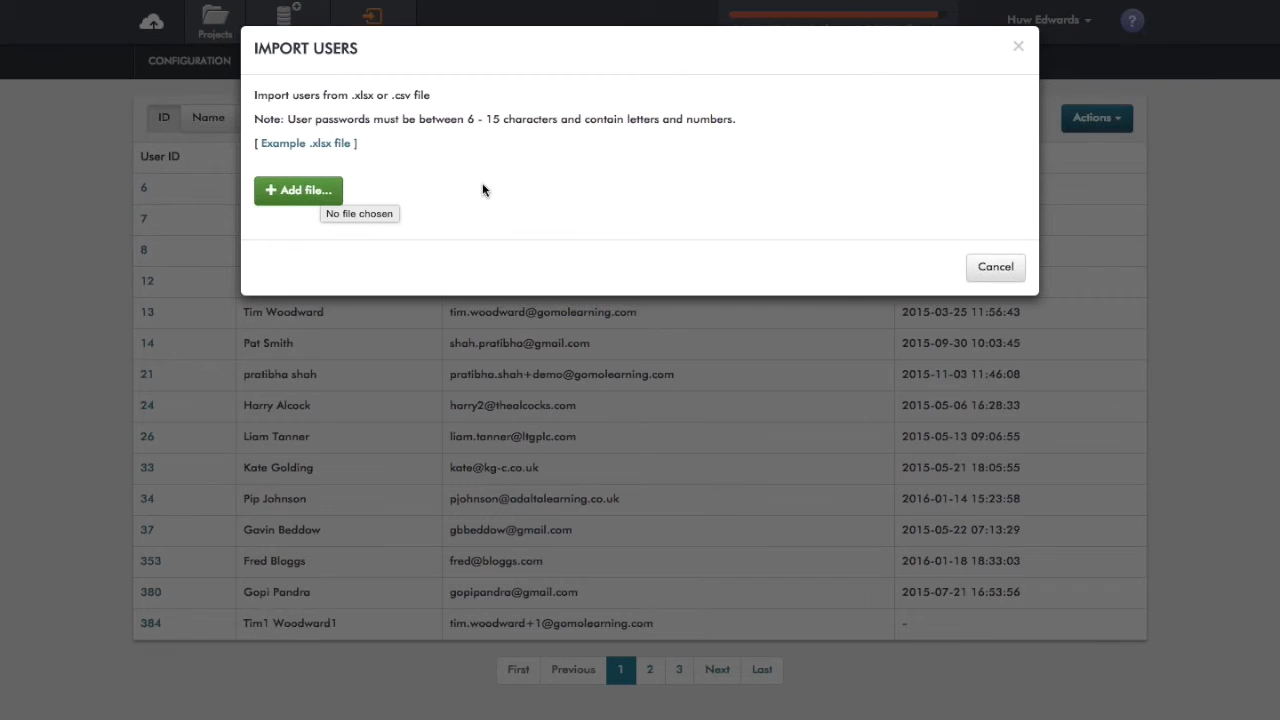 Projects
Huw Edwards
?
IMPORT USERS
×
CONFIGURATION
Import users from .xlsx or .csv file
Note: User passwords must be between 6 - 15 characters and contain letters and numbers.
[ Example .xlsx file ]
ID Name
Actions
User ID
+ Add file...
No file chosen
Cancel
6
7
8
12
13 Tim Woodward tim.woodward@gomolearning.com 2015-03-25 11:56:43
14 Pat Smith shah.pratibha@gmail.com 2015-09-30 10:03:45
21 pratibha shah pratibha.shah+demo@gomolearning.com 2015-11-03 11:46:08
24 Harry Alcock harry2@thealcocks.com 2015-05-06 16:28:33
26 Liam Tanner liam.tanner@ltgplc.com 2015-05-13 09:06:55
33 Kate Golding kate@kg-c.co.uk 2015-05-21 18:05:55
34 Pip Johnson pjohnson@adaltalearning.co.uk 2016-01-14 15:23:58
37 Gavin Beddow gbbeddow@gmail.com 2015-05-22 07:13:29
353 Fred Bloggs fred@bloggs.com 2016-01-18 18:33:03
380 Gopi Pandra gopipandra@gmail.com 2015-07-21 16:53:56
384 Tim1 Woodward1 tim.woodward+1@gomolearning.com -
First Previous 1 2 3 Next Last